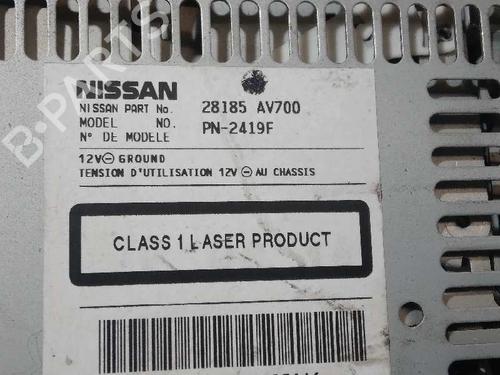 NISSAN
NISSAN PART No. 28185 AV700
MODEL NO. PN-2419F
N° DE MODELE
12V⊖ GROUND
TENSION D'UTILISATION 12V ⊖ AU CHASSIS
CLASS 1 LASER PRODUCT
B-PARTS